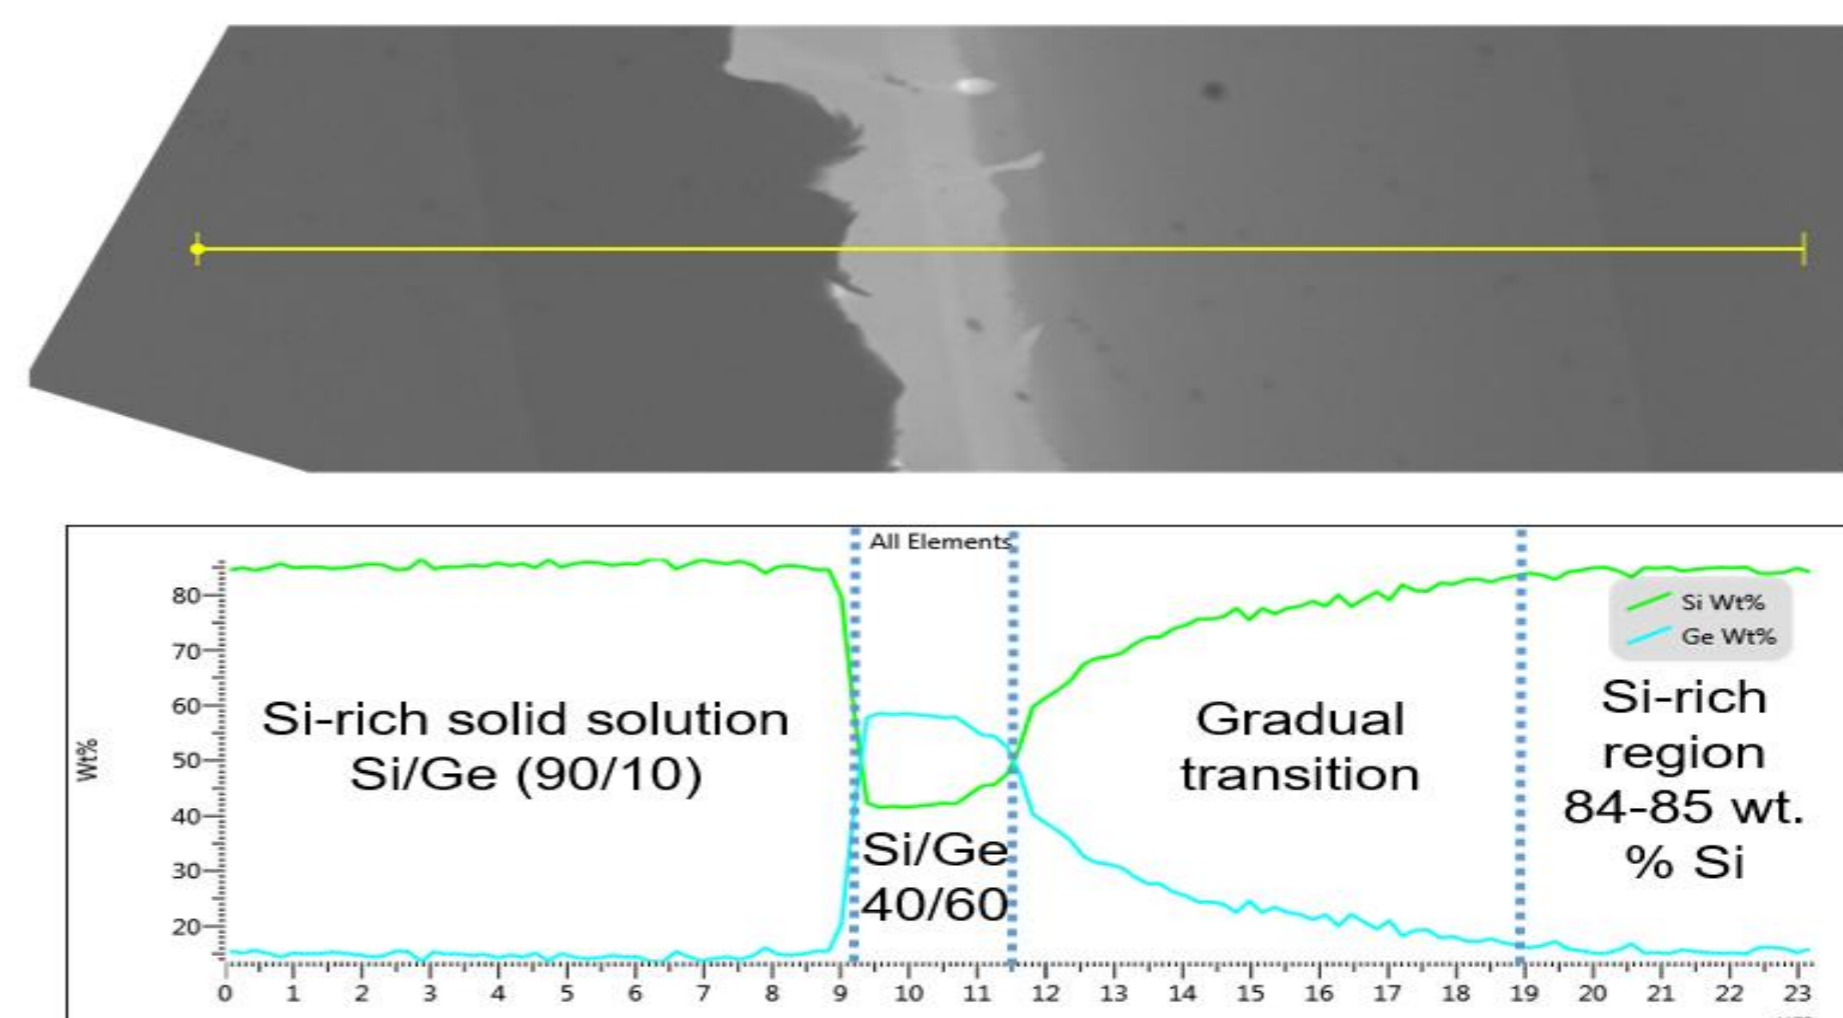 All Elements
80
70
60
50
40
30
20
Wt%
Si-rich solid solution
Si/Ge (90/10)
Si/Ge
40/60
Gradual
transition
Si Wt%
Ge Wt%
Si-rich
region
84-85 wt.
% Si
0 1 2 3 4 5 6 7 8 9 10 11 12 13 14 15 16 17 18 19 20 21 22 23